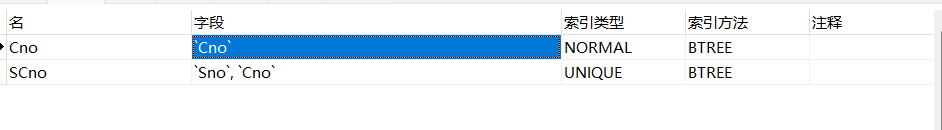 名 字段 索引类型 索引方法 注释
Cno `Cno` NORMAL BTREE
SCno `Sno`, `Cno` UNIQUE BTREE